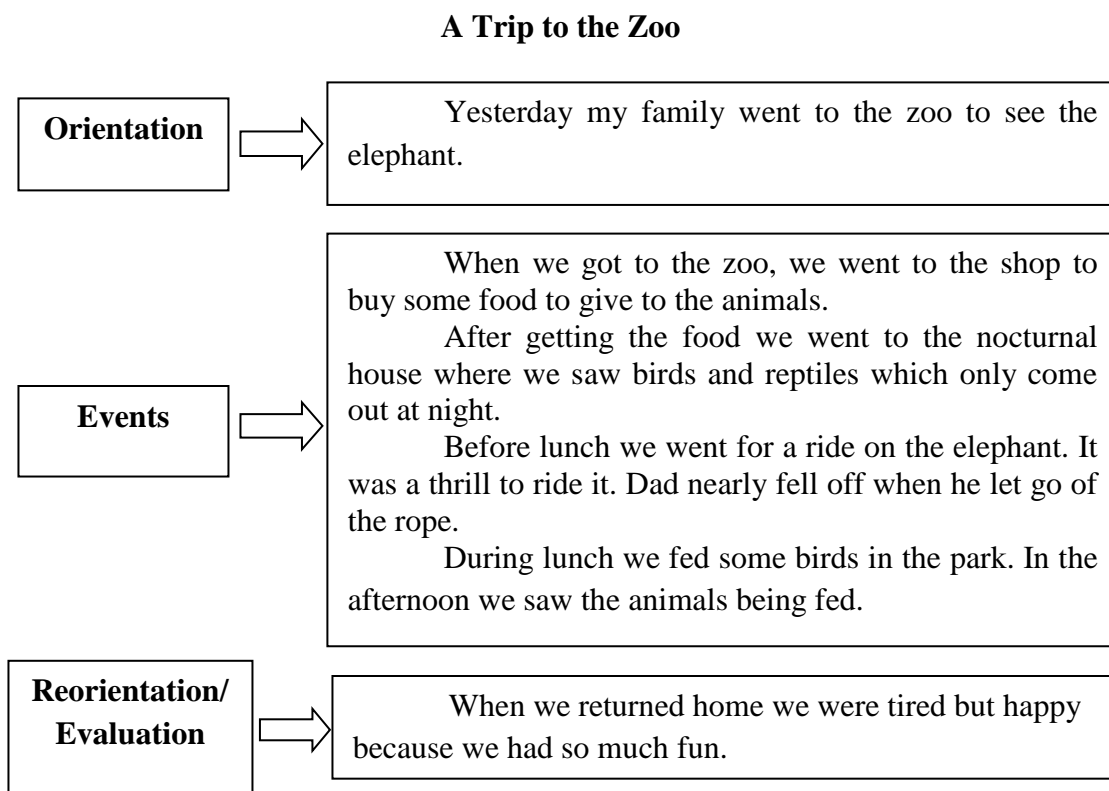 A Trip to the Zoo
Orientation
Yesterday my family went to the zoo to see the
elephant.
Events
When we got to the zoo, we went to the shop to
buy some food to give to the animals.
After getting the food we went to the nocturnal
house where we saw birds and reptiles which only come
out at night.
Before lunch we went for a ride on the elephant. It
was a thrill to ride it. Dad nearly fell off when he let go of
the rope.
During lunch we fed some birds in the park. In the
afternoon we saw the animals being fed.
Reorientation/
Evaluation
When we returned home we were tired but happy
because we had so much fun.